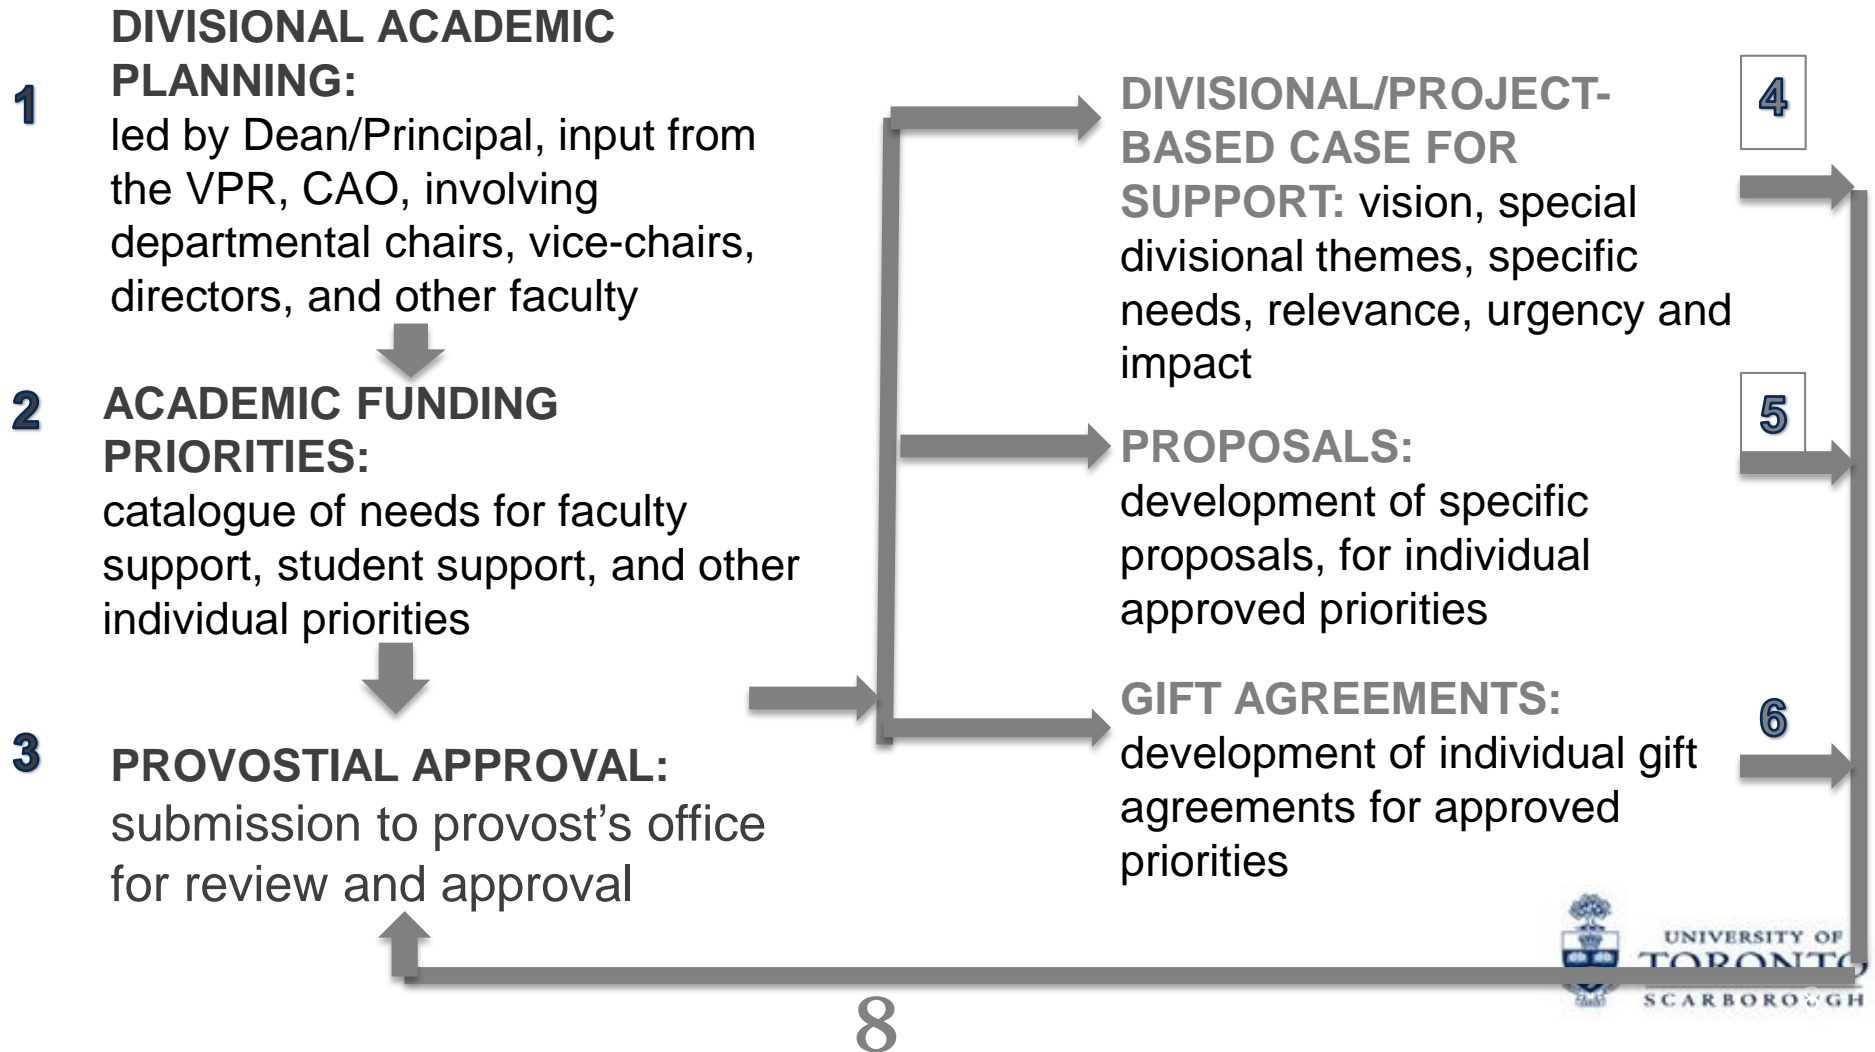 1
DIVISIONAL ACADEMIC
PLANNING:
led by Dean/Principal, input from
the VPR, CAO, involving
departmental chairs, vice-chairs,
directors, and other faculty
2
ACADEMIC FUNDING
PRIORITIES:
catalogue of needs for faculty
support, student support, and other
individual priorities
3
PROVOSTIAL APPROVAL:
submission to provost’s office
for review and approval
DIVISIONAL/PROJECT-
BASED CASE FOR
SUPPORT: vision, special
divisional themes, specific
needs, relevance, urgency and
impact
4
PROPOSALS:
development of specific
proposals, for individual
approved priorities
5
GIFT AGREEMENTS:
development of individual gift
agreements for approved
priorities
6
UNIVERSITY OF
TORONTO
SCARBOROUGH
8